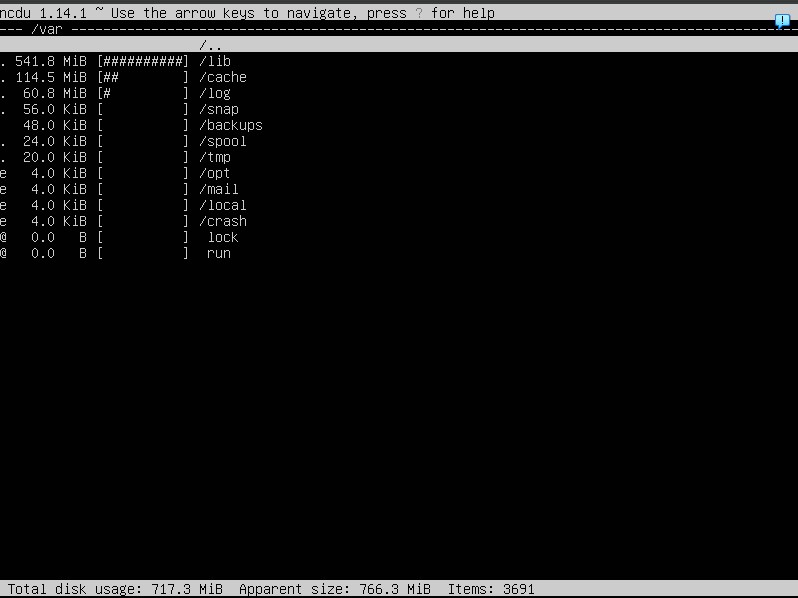 ncdu 1.14.1 ~ Use the arrow keys to navigate, press ? for help
--- /var ----------------------------------------------------------------------------------------
                         /..
. 541.8 MiB [##########] /lib
. 114.5 MiB [##        ] /cache
.  60.8 MiB [#         ] /log
.  56.0 KiB [          ] /snap
   48.0 KiB [          ] /backups
.  24.0 KiB [          ] /spool
.  20.0 KiB [          ] /tmp
e   4.0 KiB [          ] /opt
e   4.0 KiB [          ] /mail
e   4.0 KiB [          ] /local
e   4.0 KiB [          ] /crash
@   0.0   B [          ]  lock
@   0.0   B [          ]  run
Total disk usage: 717.3 MiB  Apparent size: 766.3 MiB  Items: 3691